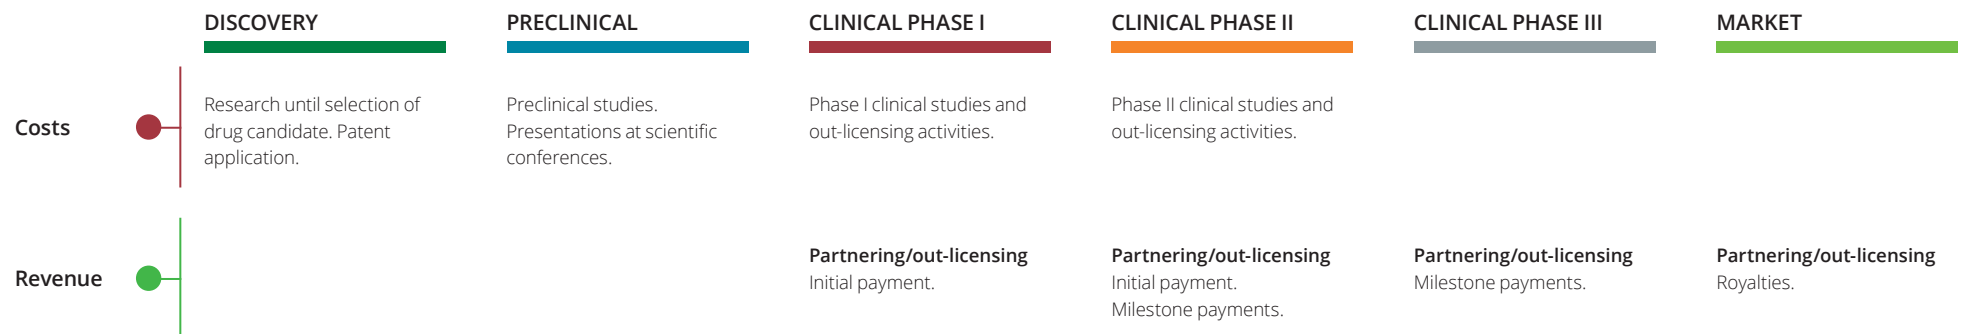 DISCOVERY
PRECLINICAL
CLINICAL PHASE I
CLINICAL PHASE II
CLINICAL PHASE III
MARKET
Costs
Research until selection of
drug candidate. Patent
application.
Preclinical studies.
Presentations at scientific
conferences.
Phase I clinical studies and
out-licensing activities.
Phase II clinical studies and
out-licensing activities.
Revenue
Partnering/out-licensing
Initial payment.
Partnering/out-licensing
Initial payment.
Milestone payments.
Partnering/out-licensing
Milestone payments.
Partnering/out-licensing
Royalties.